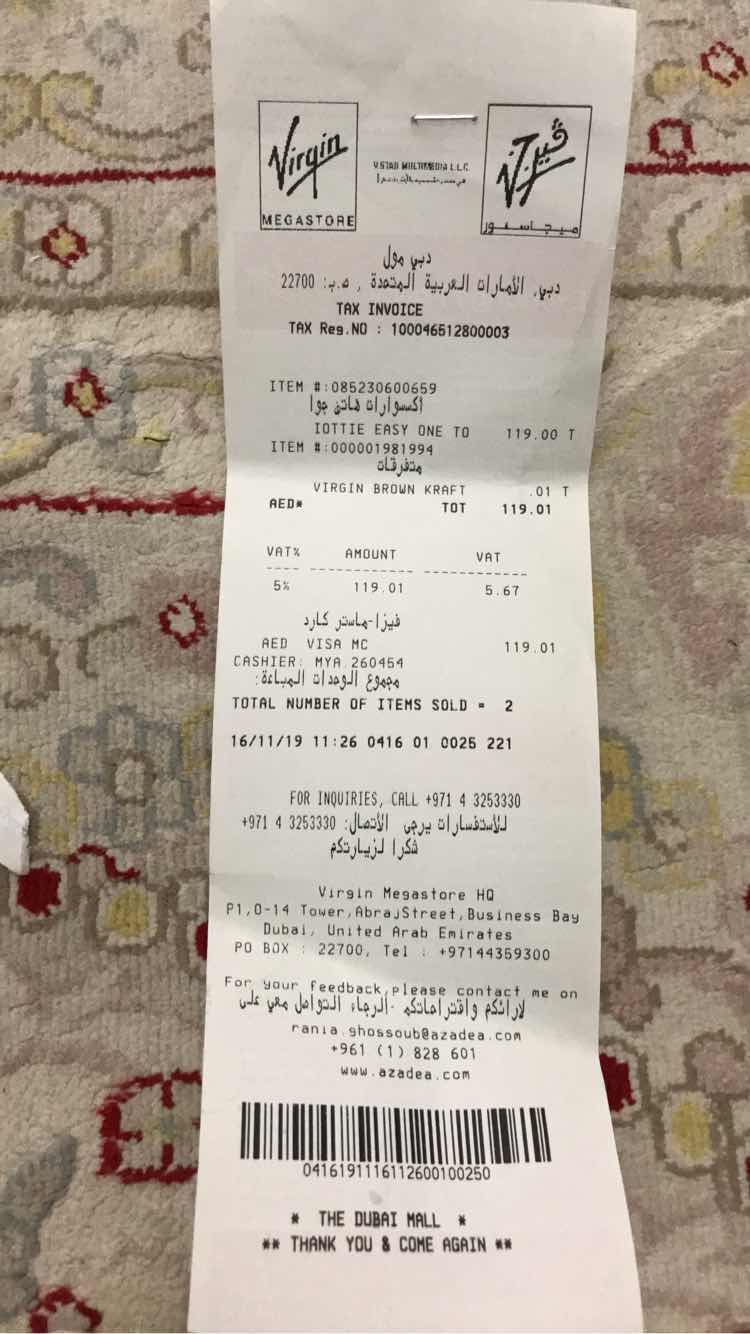 Virgin
MEGASTORE
V.STAD MULTIMEDIA L.L.C.
ڤيرجن
ميجاستور
دبي مول
دبي, الأمارات العربية المتحدة , ص.ب: 22700
TAX INVOICE
TAX Reg.NO : 100046512800003
ITEM #:085230600659
اكسسوارات هاتف جوا
IOTTIE EASY ONE TO 119.00 T
ITEM #:000001981994
متفرقات
VIRGIN BROWN KRAFT .01 T
AED* TOT 119.01
VAT% AMOUNT VAT
---- -------------- --------------
5% 119.01 5.67
فيزا-ماستر كارد
AED VISA MC 119.01
CASHIER: MYA.260454
مجموع الوحدات المباعة:
TOTAL NUMBER OF ITEMS SOLD = 2
16/11/19 11:26 0416 01 0025 221
FOR INQUIRIES, CALL +971 4 3253330
للأستفسارات يرجى الأتصال: 3253330 4 971+
شكرا لزيارتكم
Virgin Megastore HQ
P1,O-14 Tower,AbrajStreet,Business Bay
Dubai, United Arab Emirates
PO BOX : 22700, Tel : +97144359300
For your feedback,please contact me on
لارائكم واقتراحاتكم -الرجاء التواصل معي على
rania.ghossoub@azadea.com
+961 (1) 828 601
www.azadea.com
0416191116112600100250
* THE DUBAI MALL *
** THANK YOU & COME AGAIN **